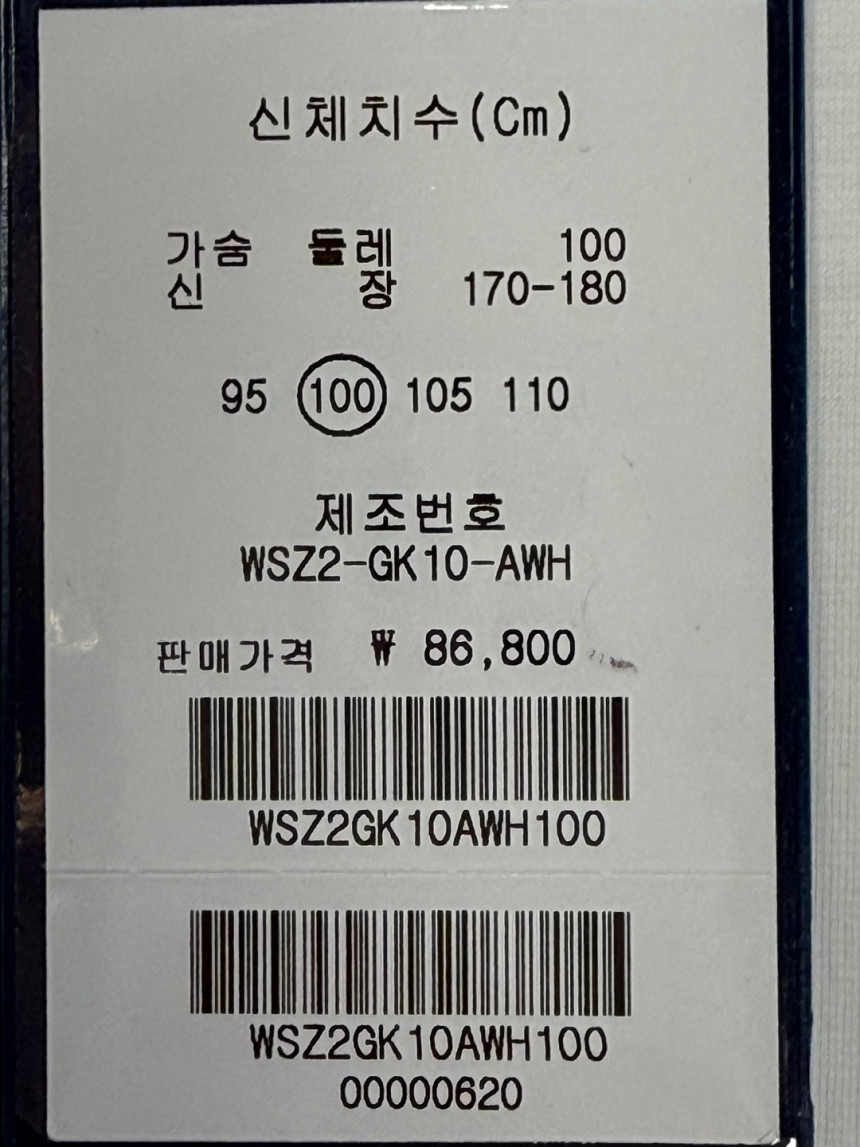 신체치수(Cm)
가슴 둘레 100
신 장 170-180
95 100 105 110
제조번호
WSZ2-GK10-AWH
판매가격 ₩ 86,800
WSZ2GK10AWH100
WSZ2GK10AWH100
00000620